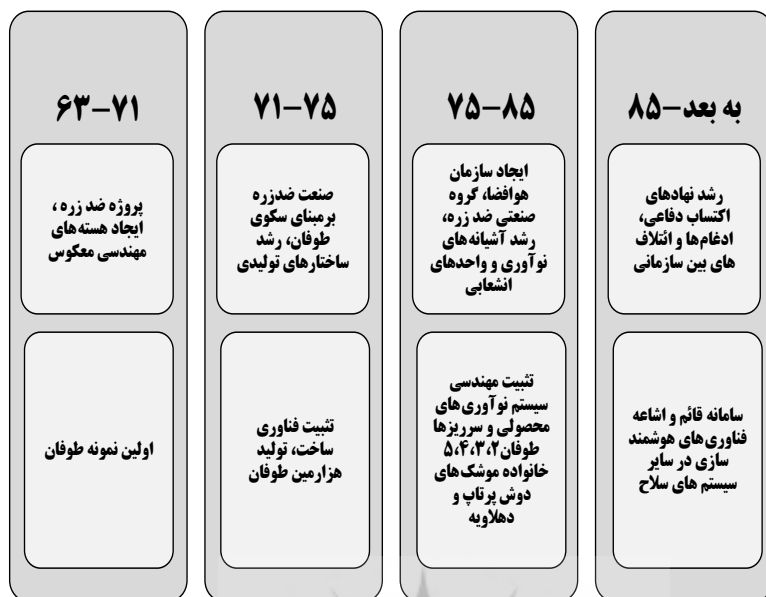 ۶۳-۷۱
پروژه ضد زره ،
ایجاد هسته‌های
مهندسی معکوس
اولین نمونه طوفان
۷۱-۷۵
صنعت ضدزره
برمبنای سکوی
طوفان، رشد
ساختارهای تولیدی
تثبیت فناوری
ساخت، تولید
هزارمین طوفان
۷۵-۸۵
ایجاد سازمان
هوافضا، گروه
صنعتی ضد زره،
رشد آشیانه‌های
نوآوری و واحدهای
انشعابی
تثبیت مهندسی
سیستم نوآوری‌های
محصولی و سرریزها
طوفان۵،۴،۳،۲
خانواده موشک‌های
دوش پرتاپ و
دهلاویه
به بعد-۸۵
رشد نهادهای
اکتساب دفاعی،
ادغام‌ها و ائتلاف
های بین سازمانی
سامانه قائم و اشاعه
فناوری‌های هوشمند
سازی در سایر
سیستم های سلاح